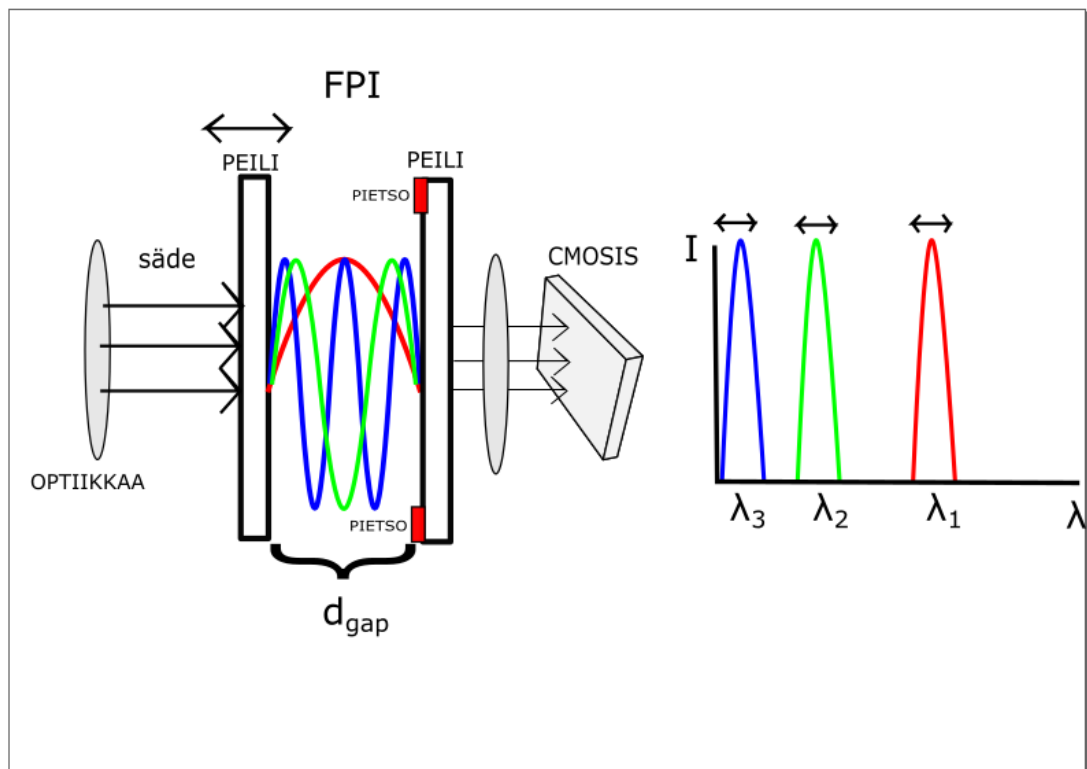 FPI
PEILI
PEILI
PIETSO
säde
CMOSIS
I
OPTIIKKAA
PIETSO
λ3
λ2
λ1
λ
dgap